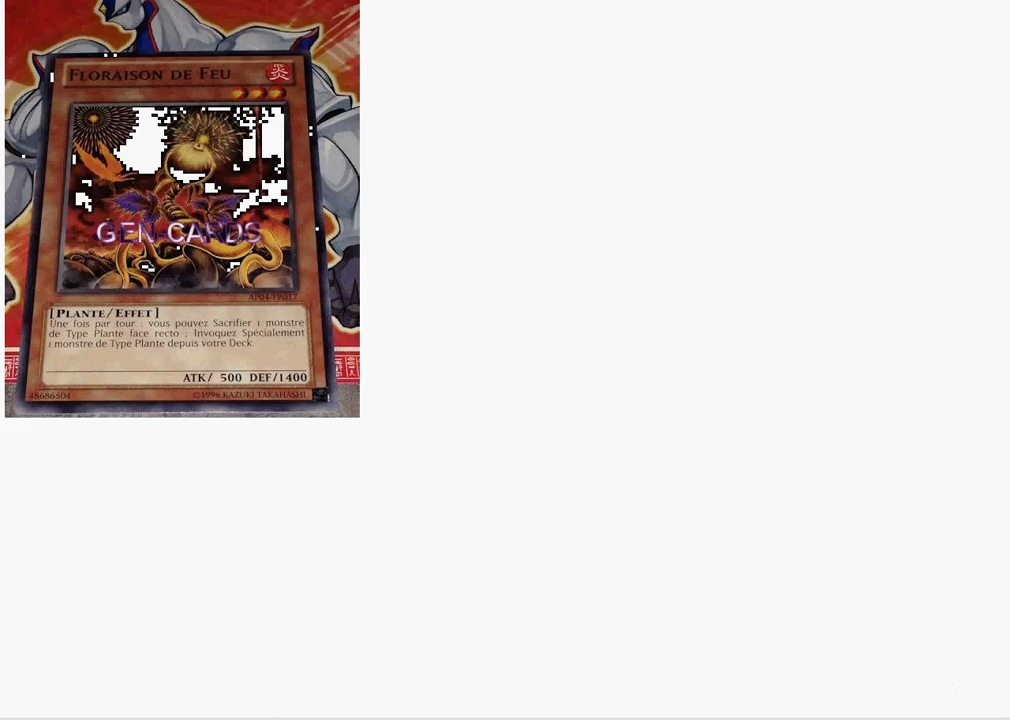 FLORAISON DE FEU
炎
GEN-CARDS
AP04-FR017
[PLANTE/EFFET]
Une fois par tour : vous pouvez Sacrifier 1 monstre
de Type Plante face recto ; Invoquez Spécialement
1 monstre de Type Plante depuis votre Deck.
ATK/ 500 DEF/1400
48686504 ©1996 KAZUKI TAKAHASHI